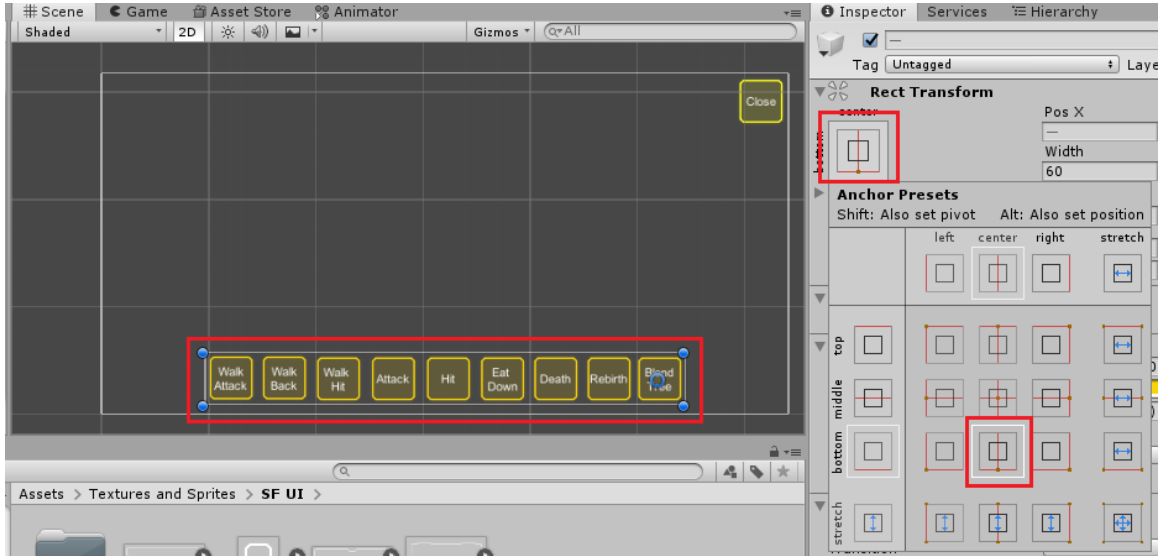 Scene Game Asset Store Animator
Shaded 2D Gizmos All
Close
Walk Attack
Walk Back
Walk Hit
Attack
Hit
Eat Down
Death
Rebirth
Blend Tree
Assets > Textures and Sprites > SF UI >
Inspector Services Hierarchy
—
Tag Untagged Laye
Rect Transform
center Pos X
bottom —
Width
60
Anchor Presets
Shift: Also set pivot Alt: Also set position
left center right stretch
top
middle
bottom
stretch